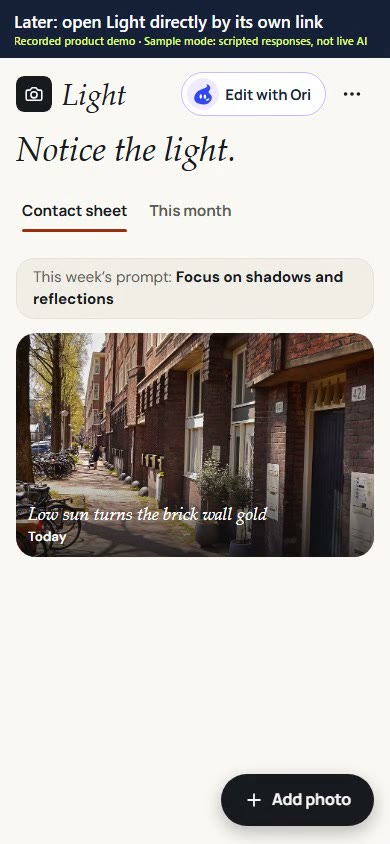 Later: open Light directly by its own link
Recorded product demo · Sample mode: scripted responses, not live AI
Light
Edit with Ori
Notice the light.
Contact sheet
This month
This week's prompt: Focus on shadows and
reflections
42
Low sun turns the brick wall gold
Today
Add photo